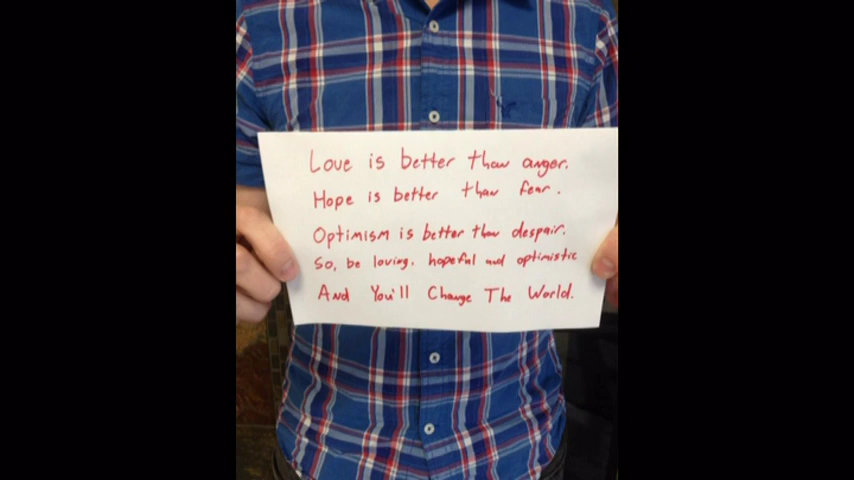 Love is better than anger.
Hope is better than fear.
Optimism is better than despair.
So, be loving, hopeful and optimistic
And You'll Change The World.